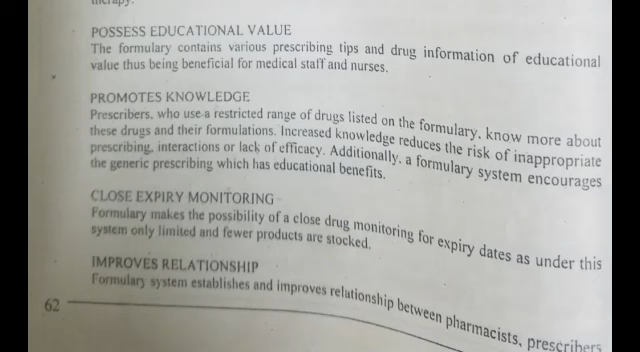 therapy.
POSSESS EDUCATIONAL VALUE
The formulary contains various prescribing tips and drug information of educational
value thus being beneficial for medical staff and nurses.
PROMOTES KNOWLEDGE
Prescribers, who use a restricted range of drugs listed on the formulary, know more about
these drugs and their formulations. Increased knowledge reduces the risk of inappropriate
prescribing, interactions or lack of efficacy. Additionally, a formulary system encourages
the generic prescribing which has educational benefits.
CLOSE EXPIRY MONITORING
Formulary makes the possibility of a close drug monitoring for expiry dates as under this
system only limited and fewer products are stocked.
IMPROVES RELATIONSHIP
Formulary system establishes and improves relationship between pharmacists, prescribers
62